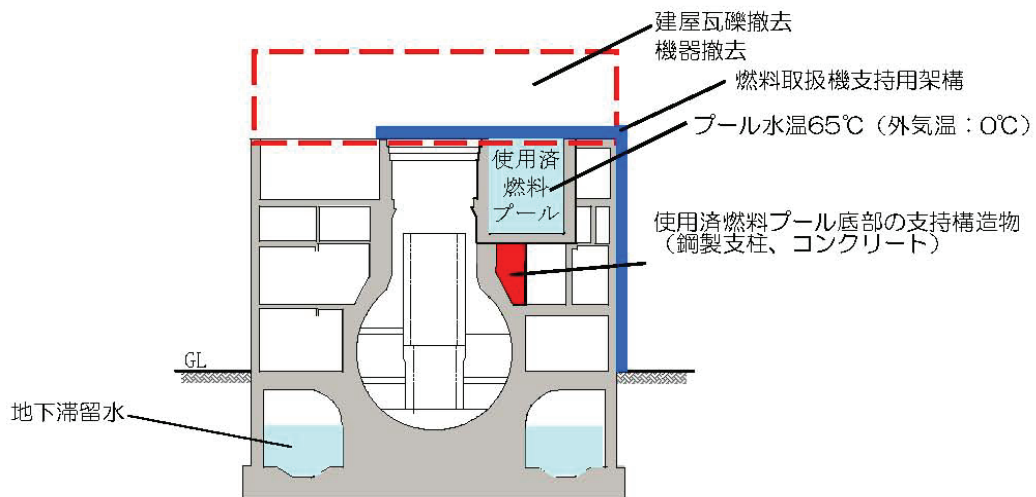 建屋瓦礫撤去
機器撤去
燃料取扱機支持用架構
プール水温65℃（外気温：0℃）
使用済
燃料
プール
使用済燃料プール底部の支持構造物
（鋼製支柱、コンクリート）
GL
地下滞留水